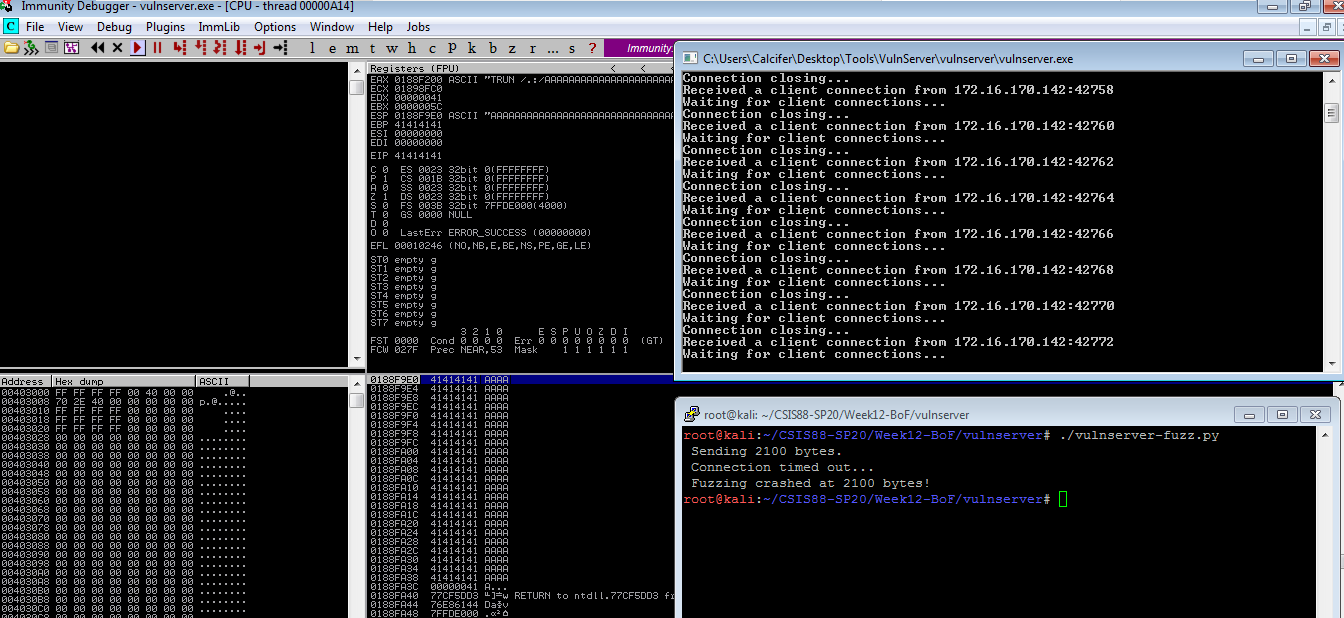 Immunity Debugger - vulnserver.exe - [CPU - thread 00000A14]
C File View Debug Plugins ImmLib Options Window Help Jobs
l e m t w h c P k b z r ... s ? Immunity:
Registers (FPU) < < <
EAX 0188F200 ASCII "TRUN /.:/AAAAAAAAAAAAAAAAAAAAAA
ECX 01898FC0
EDX 00000041
EBX 0000005C
ESP 0188F9E0 ASCII "AAAAAAAAAAAAAAAAAAAAAAAAAAAAAAA
EBP 41414141
ESI 00000000
EDI 00000000
EIP 41414141
C 0 ES 0023 32bit 0(FFFFFFFF)
P 1 CS 001B 32bit 0(FFFFFFFF)
A 0 SS 0023 32bit 0(FFFFFFFF)
Z 1 DS 0023 32bit 0(FFFFFFFF)
S 0 FS 003B 32bit 7FFDE000(4000)
T 0 GS 0000 NULL
D 0
O 0 LastErr ERROR_SUCCESS (00000000)
EFL 00010246 (NO,NB,E,BE,NS,PE,GE,LE)
ST0 empty g
ST1 empty g
ST2 empty g
ST3 empty g
ST4 empty g
ST5 empty g
ST6 empty g
ST7 empty g
3 2 1 0 E S P U O Z D I
FST 0000 Cond 0 0 0 0 Err 0 0 0 0 0 0 0 0 (GT)
FCW 027F Prec NEAR,53 Mask 1 1 1 1 1 1
C:\Users\Calcifer\Desktop\Tools\VulnServer\vulnserver\vulnserver.exe
Connection closing...
Received a client connection from 172.16.170.142:42758
Waiting for client connections...
Connection closing...
Received a client connection from 172.16.170.142:42760
Waiting for client connections...
Connection closing...
Received a client connection from 172.16.170.142:42762
Waiting for client connections...
Connection closing...
Received a client connection from 172.16.170.142:42764
Waiting for client connections...
Connection closing...
Received a client connection from 172.16.170.142:42766
Waiting for client connections...
Connection closing...
Received a client connection from 172.16.170.142:42768
Waiting for client connections...
Connection closing...
Received a client connection from 172.16.170.142:42770
Waiting for client connections...
Connection closing...
Received a client connection from 172.16.170.142:42772
Waiting for client connections...
Address Hex dump ASCII
00403000 FF FF FF FF 00 40 00 00 .@..
00403008 70 2E 40 00 00 00 00 00 p.@.....
00403010 FF FF FF FF 00 00 00 00 ....
00403018 FF FF FF FF 00 00 00 00 ....
00403020 FF FF FF FF 00 00 00 00 ....
00403028 00 00 00 00 00 00 00 00 ........
00403030 00 00 00 00 00 00 00 00 ........
00403038 00 00 00 00 00 00 00 00 ........
00403040 00 00 00 00 00 00 00 00 ........
00403048 00 00 00 00 00 00 00 00 ........
00403050 00 00 00 00 00 00 00 00 ........
00403058 00 00 00 00 00 00 00 00 ........
00403060 00 00 00 00 00 00 00 00 ........
00403068 00 00 00 00 00 00 00 00 ........
00403070 00 00 00 00 00 00 00 00 ........
00403078 00 00 00 00 00 00 00 00 ........
00403080 00 00 00 00 00 00 00 00 ........
00403088 00 00 00 00 00 00 00 00 ........
00403090 00 00 00 00 00 00 00 00 ........
00403098 00 00 00 00 00 00 00 00 ........
004030A0 00 00 00 00 00 00 00 00 ........
004030A8 00 00 00 00 00 00 00 00 ........
004030B0 00 00 00 00 00 00 00 00 ........
004030B8 00 00 00 00 00 00 00 00 ........
004030C0 00 00 00 00 00 00 00 00 ........
0188F9E0 41414141 AAAA
0188F9E4 41414141 AAAA
0188F9E8 41414141 AAAA
0188F9EC 41414141 AAAA
0188F9F0 41414141 AAAA
0188F9F4 41414141 AAAA
0188F9F8 41414141 AAAA
0188F9FC 41414141 AAAA
0188FA00 41414141 AAAA
0188FA04 41414141 AAAA
0188FA08 41414141 AAAA
0188FA0C 41414141 AAAA
0188FA10 41414141 AAAA
0188FA14 41414141 AAAA
0188FA18 41414141 AAAA
0188FA1C 41414141 AAAA
0188FA20 41414141 AAAA
0188FA24 41414141 AAAA
0188FA28 41414141 AAAA
0188FA2C 41414141 AAAA
0188FA30 41414141 AAAA
0188FA34 41414141 AAAA
0188FA38 41414141 AAAA
0188FA3C 00000041 A...
0188FA40 77CF5DD3 RETURN to ntdll.77CF5DD3 fr
0188FA44 76E86144
0188FA48 7FFDE000
root@kali: ~/CSIS88-SP20/Week12-BoF/vulnserver
root@kali:~/CSIS88-SP20/Week12-BoF/vulnserver# ./vulnserver-fuzz.py
Sending 2100 bytes.
Connection timed out...
Fuzzing crashed at 2100 bytes!
root@kali:~/CSIS88-SP20/Week12-BoF/vulnserver#